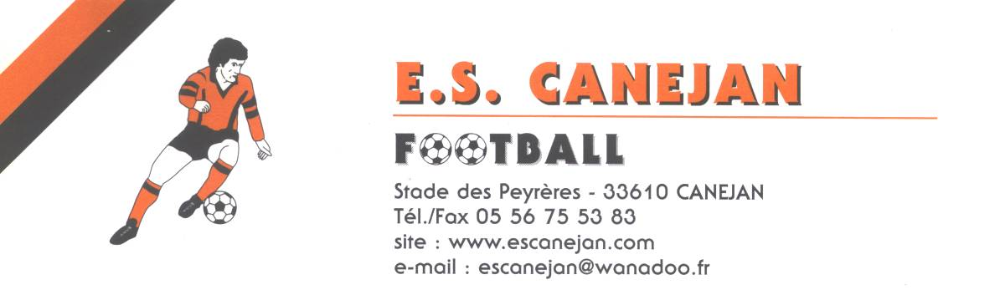 E.S. CANEJAN
FOOTBALL
Stade des Peyrères - 33610 CANEJAN
Tél./Fax 05 56 75 53 83
site : www.escanejan.com
e-mail : escanejan@wanadoo.fr